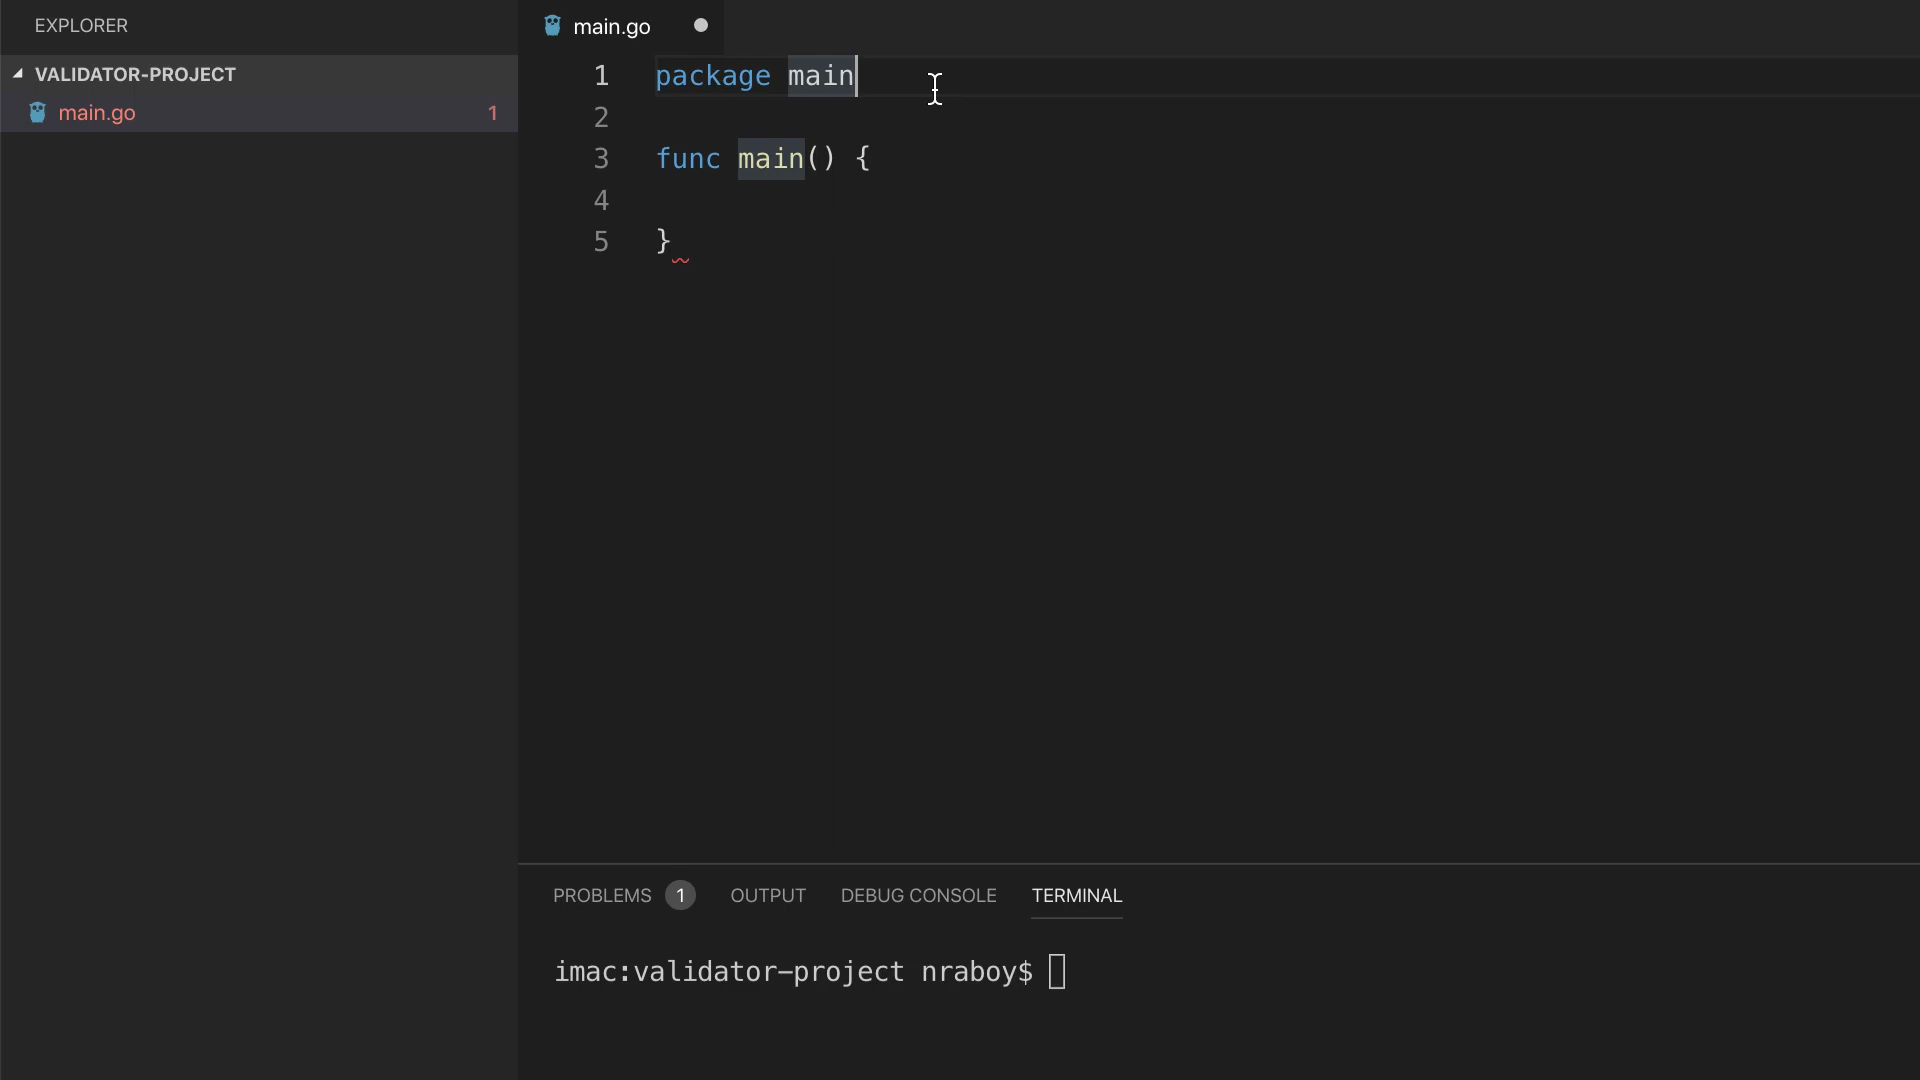 EXPLORER
VALIDATOR-PROJECT
main.go 1
main.go
1 package main
2
3 func main() {
4
5 }
PROBLEMS 1 OUTPUT DEBUG CONSOLE TERMINAL
imac:validator-project nraboy$